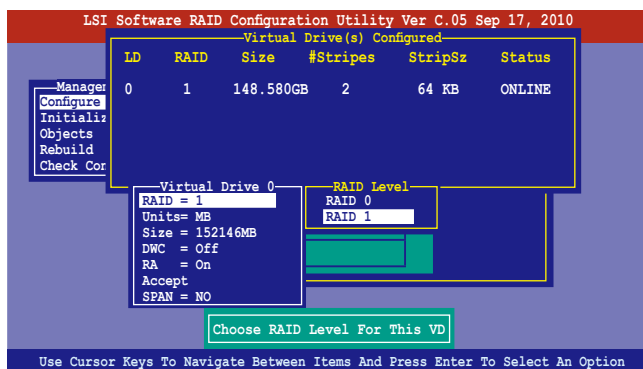 LSI Software RAID Configuration Utility Ver C.05 Sep 17, 2010
Virtual Drive(s) Configured
LD RAID Size #Stripes StripSz Status
0 1 148.580GB 2 64 KB ONLINE
Managem
Configure
Initializ
Objects
Rebuild
Check Con
Virtual Drive 0
RAID = 1
Units= MB
Size = 152146MB
DWC = Off
RA = On
Accept
SPAN = NO
RAID Level
RAID 0
RAID 1
Choose RAID Level For This VD
Use Cursor Keys To Navigate Between Items And Press Enter To Select An Option